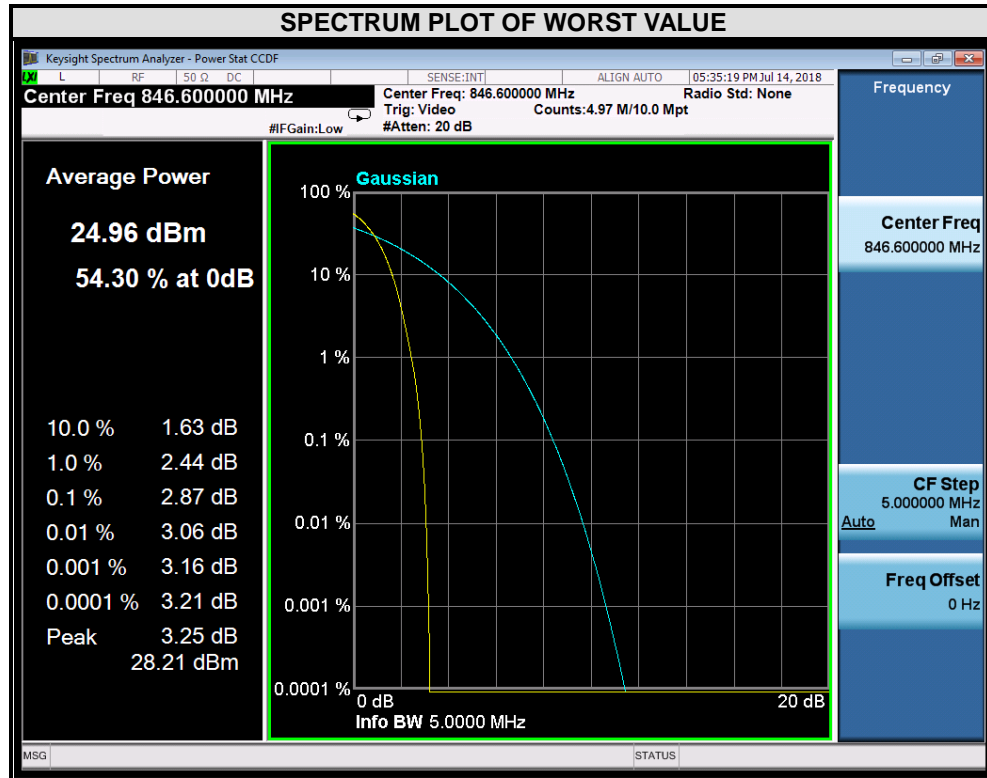 SPECTRUM PLOT OF WORST VALUE
Keysight Spectrum Analyzer - Power Stat CCDF
LXI L RF 50 Ω DC SENSE:INT ALIGN AUTO 05:35:19 PM Jul 14, 2018
Center Freq 846.600000 MHz
#IFGain:Low
Center Freq: 846.600000 MHz Radio Std: None
Trig: Video Counts:4.97 M/10.0 Mpt
#Atten: 20 dB
Average Power
24.96 dBm
54.30 % at 0dB
10.0 % 1.63 dB
1.0 % 2.44 dB
0.1 % 2.87 dB
0.01 % 3.06 dB
0.001 % 3.16 dB
0.0001 % 3.21 dB
Peak 3.25 dB
28.21 dBm
Gaussian
100 %
10 %
1 %
0.1 %
0.01 %
0.001 %
0.0001 %
0 dB 20 dB
Info BW 5.0000 MHz
Frequency
Center Freq
846.600000 MHz
CF Step
5.000000 MHz
Auto Man
Freq Offset
0 Hz
MSG STATUS